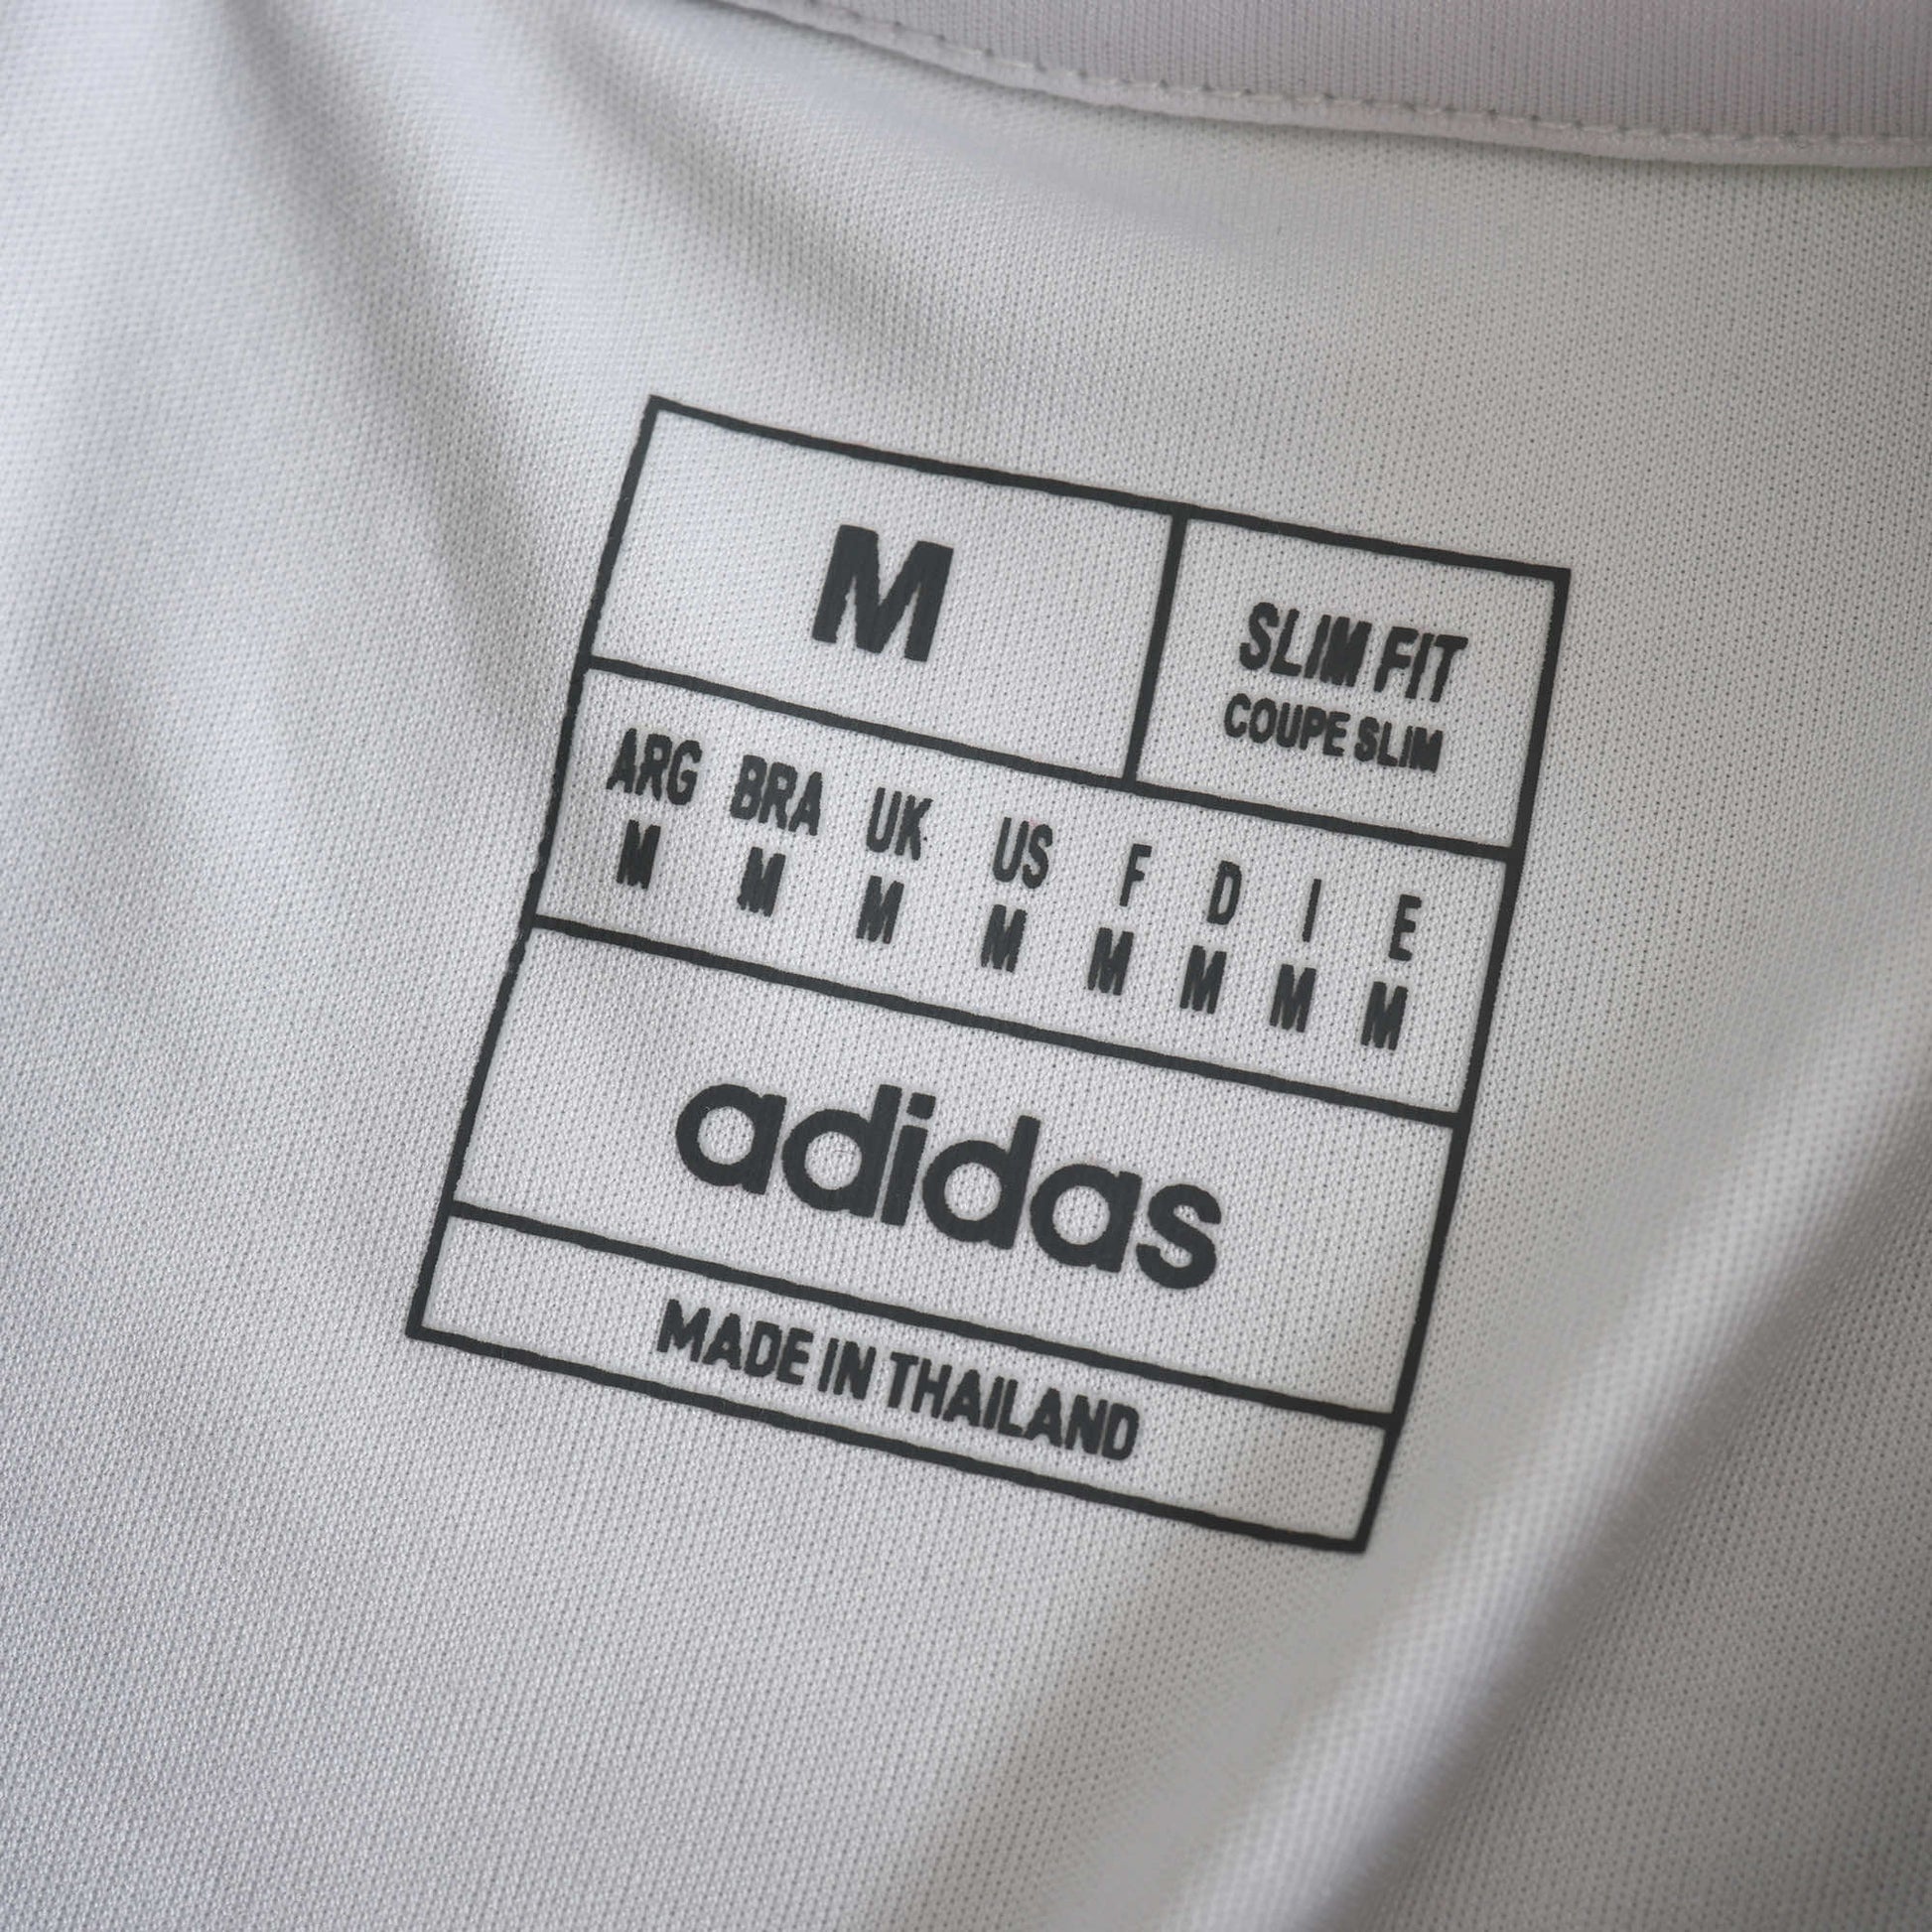 M
SLIM FIT
COUPE SLIM
ARG BRA UK US F D I E
M M M M M M M M
adidas
MADE IN THAILAND